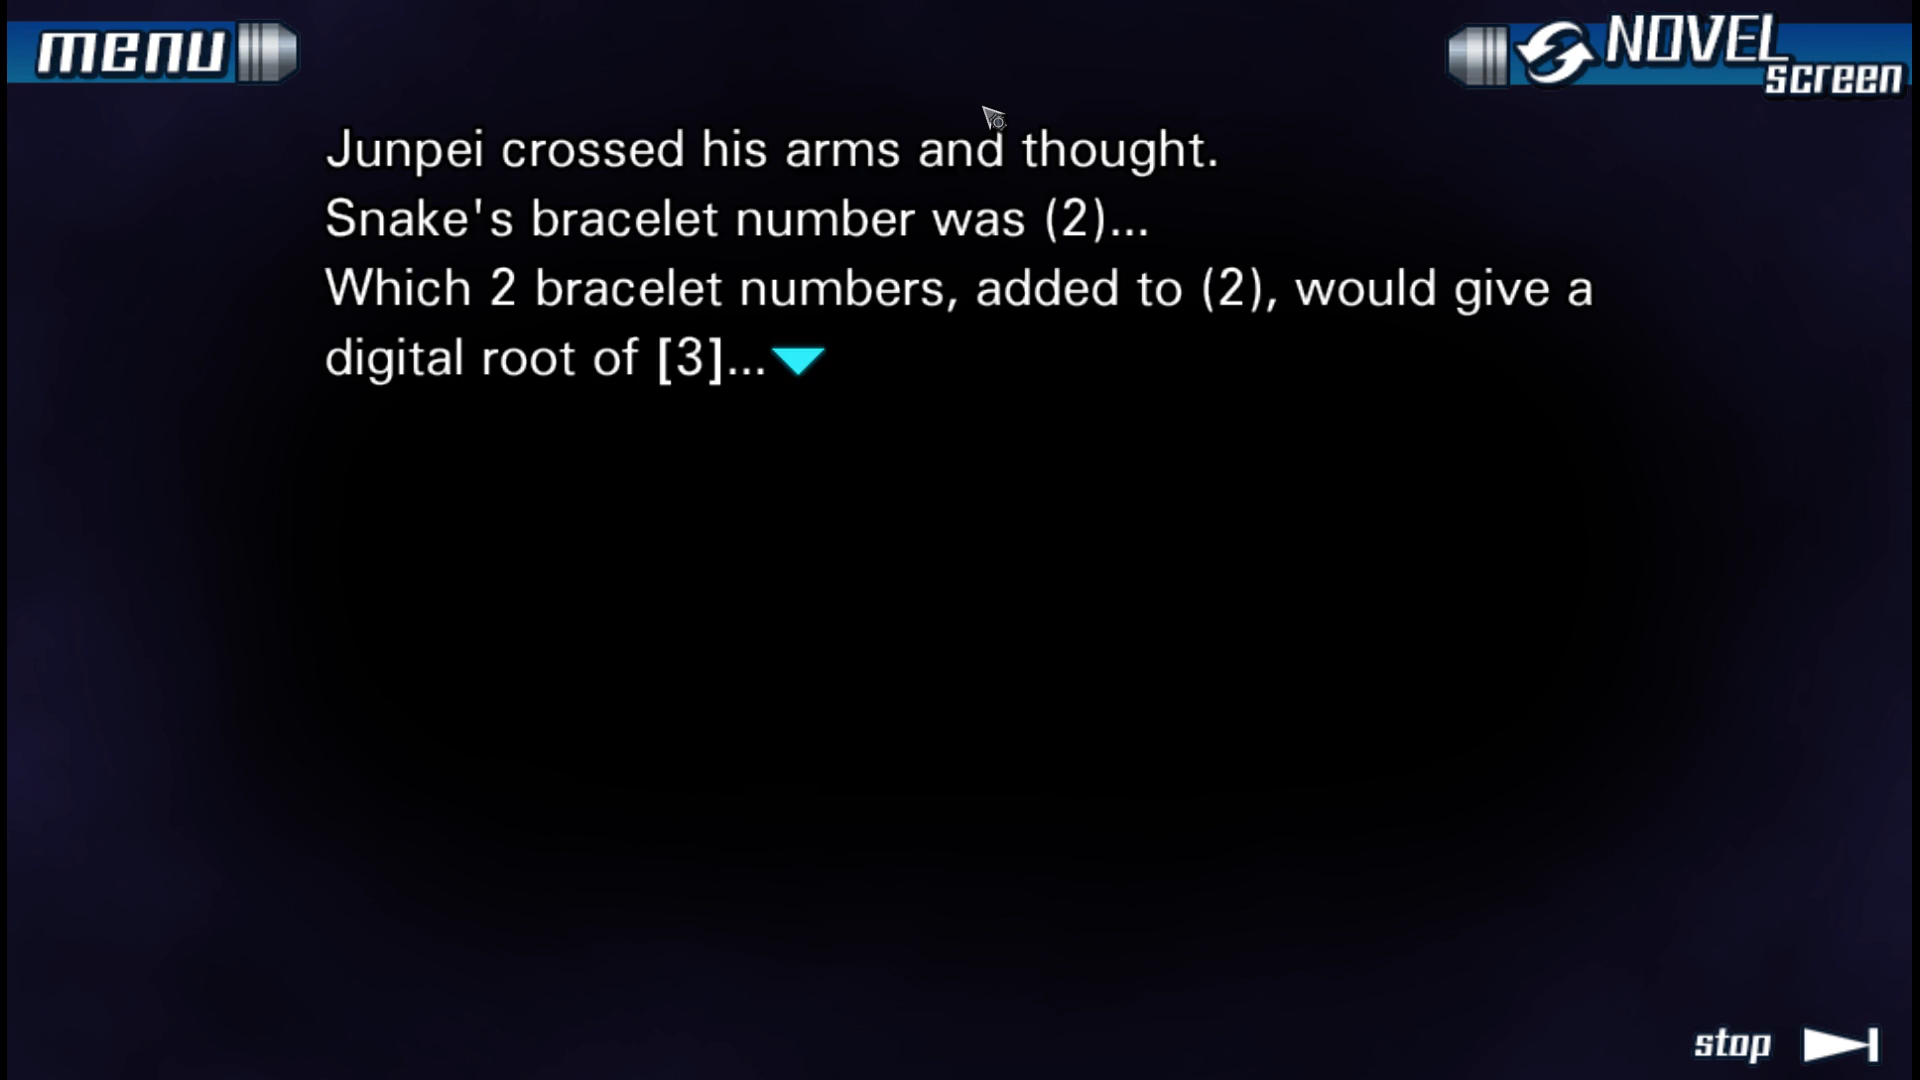 menu
NOVEL
screen
Junpei crossed his arms and thought.
Snake's bracelet number was (2)...
Which 2 bracelet numbers, added to (2), would give a
digital root of [3]...
stop